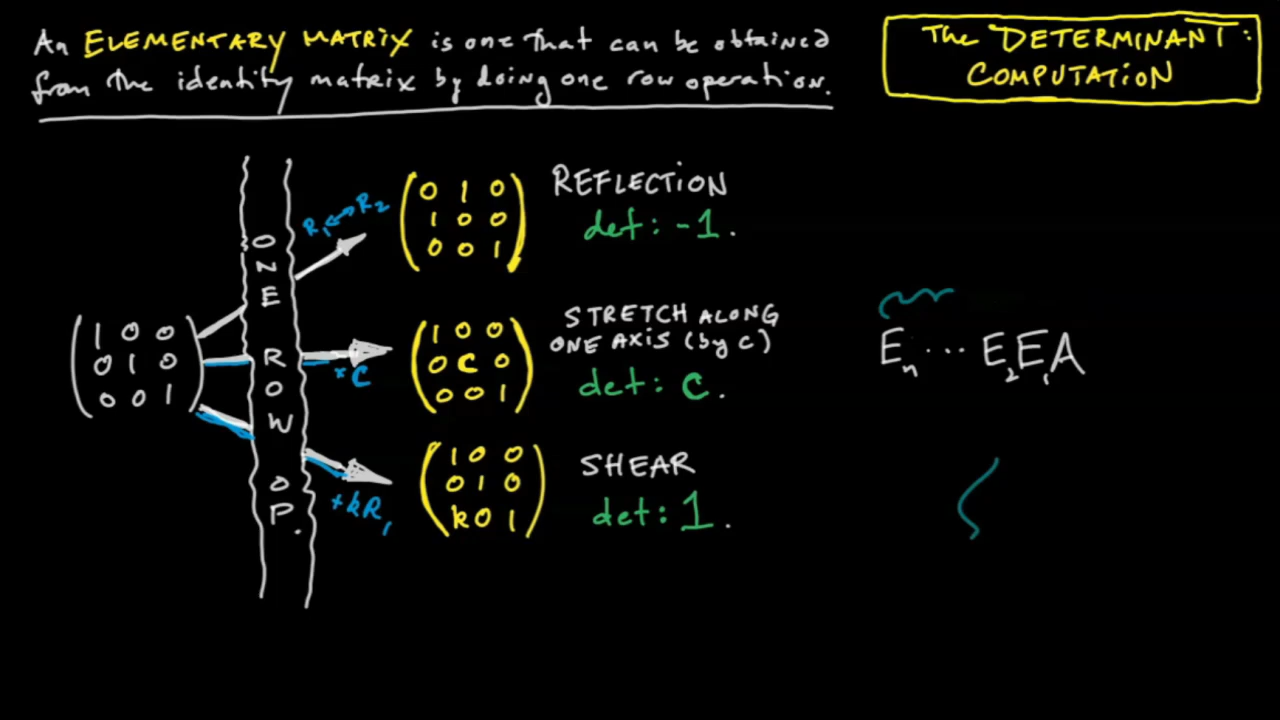 An ELEMENTARY MATRIX is one that can be obtained
from the identity matrix by doing one row operation.
The DETERMINANT:
COMPUTATION
1 0 0
0 1 0
0 0 1
ONE ROW OP.
R₁ ↔ R₂
0 1 0
1 0 0
0 0 1
REFLECTION
det: -1.
×C
1 0 0
0 C 0
0 0 1
STRETCH ALONG
ONE AXIS (by C)
det: C.
+kR₁
1 0 0
0 1 0
k 0 1
SHEAR
det: 1.
Eₙ ... E₂E₁A